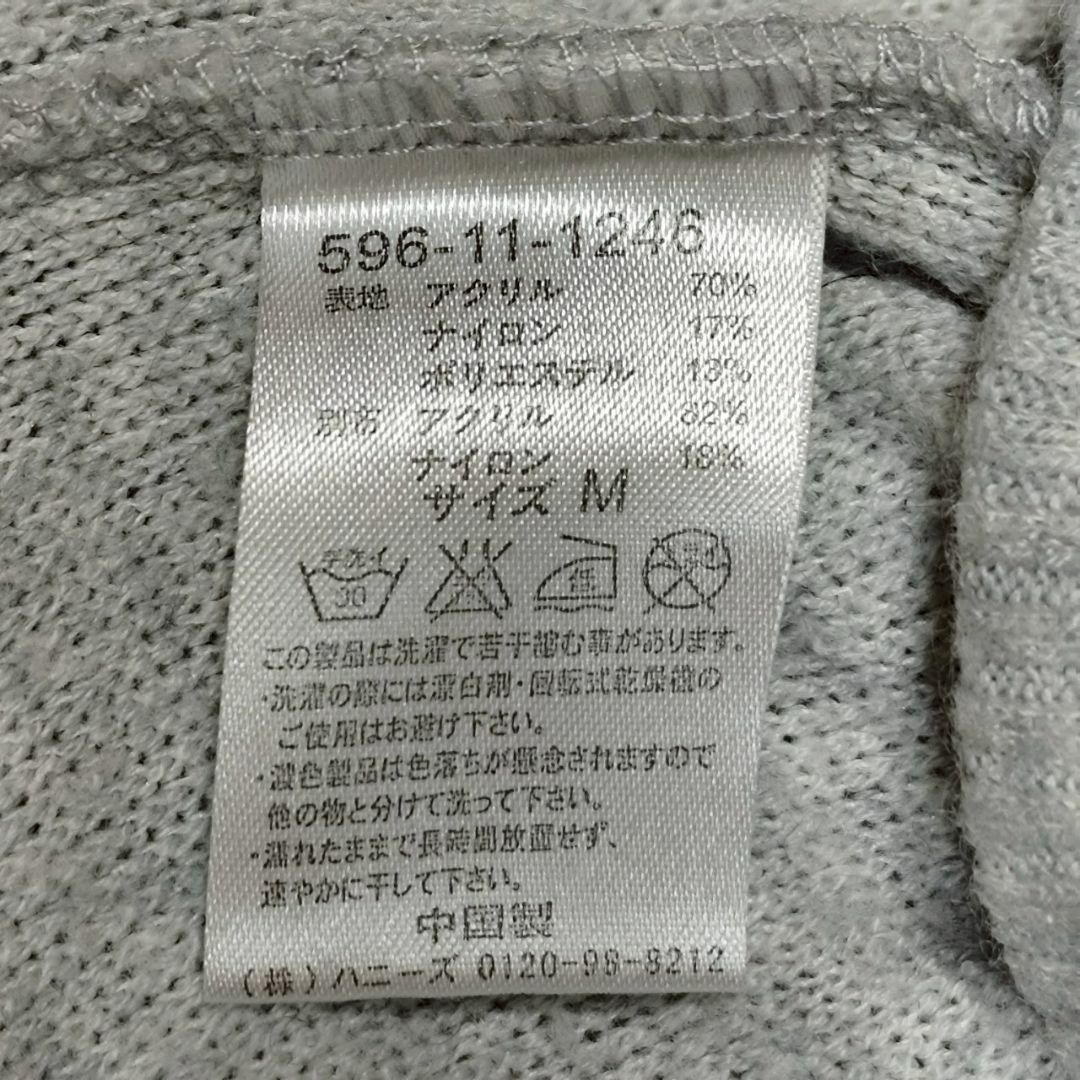 596-11-1246
表地 アクリル 70%
ナイロン 17%
ポリエステル 13%
別布 アクリル 82%
ナイロン 18%
サイズ M
手洗イ
30
低
この製品は洗濯で若干縮む事があります。
・洗濯の際には漂白剤・回転式乾燥機の
ご使用はお避け下さい。
・濃色製品は色落ちが懸念されますので
他の物と分けて洗って下さい。
・濡れたままで長時間放置せず、
速やかに干して下さい。
中国製
(株)ハニーズ 0120-98-8212